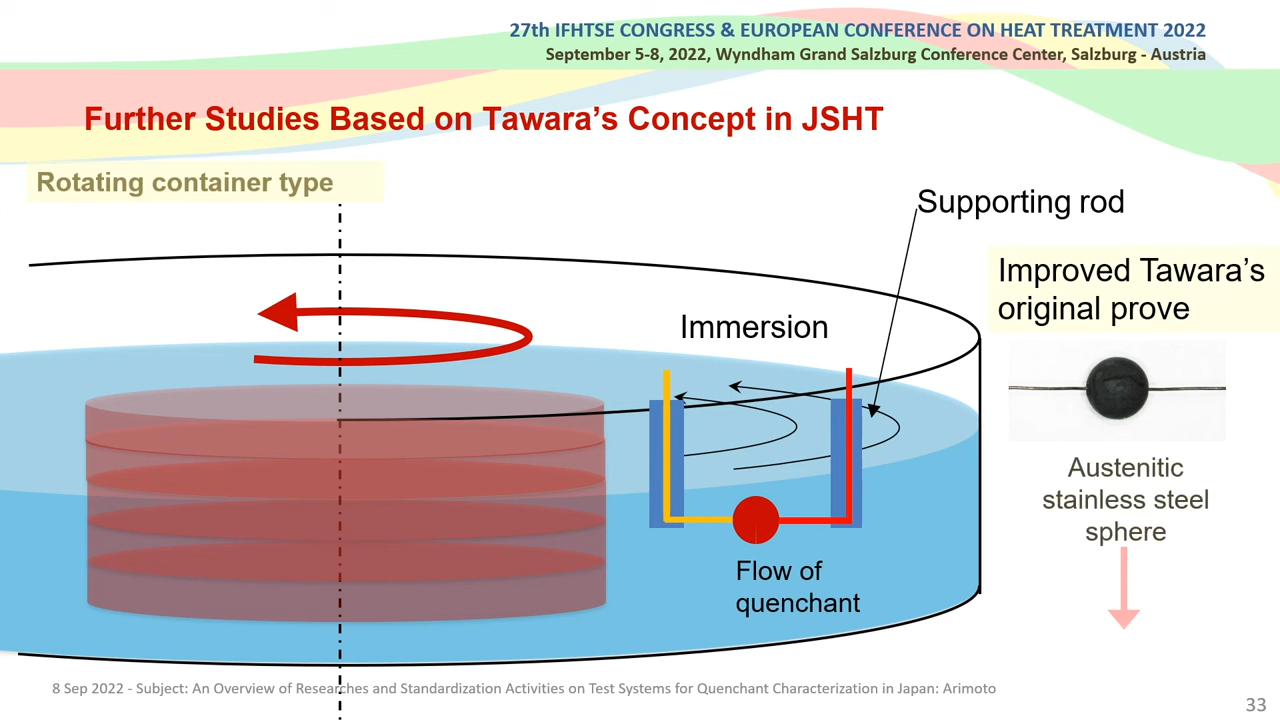 27th IFHTSE CONGRESS & EUROPEAN CONFERENCE ON HEAT TREATMENT 2022
September 5-8, 2022, Wyndham Grand Salzburg Conference Center, Salzburg - Austria
Further Studies Based on Tawara's Concept in JSHT
Rotating container type
Supporting rod
Improved Tawara's
original prove
Immersion
Austenitic
stainless steel
sphere
Flow of
quenchant
8 Sep 2022 - Subject: An Overview of Researches and Standardization Activities on Test Systems for Quenchant Characterization in Japan: Arimoto
33